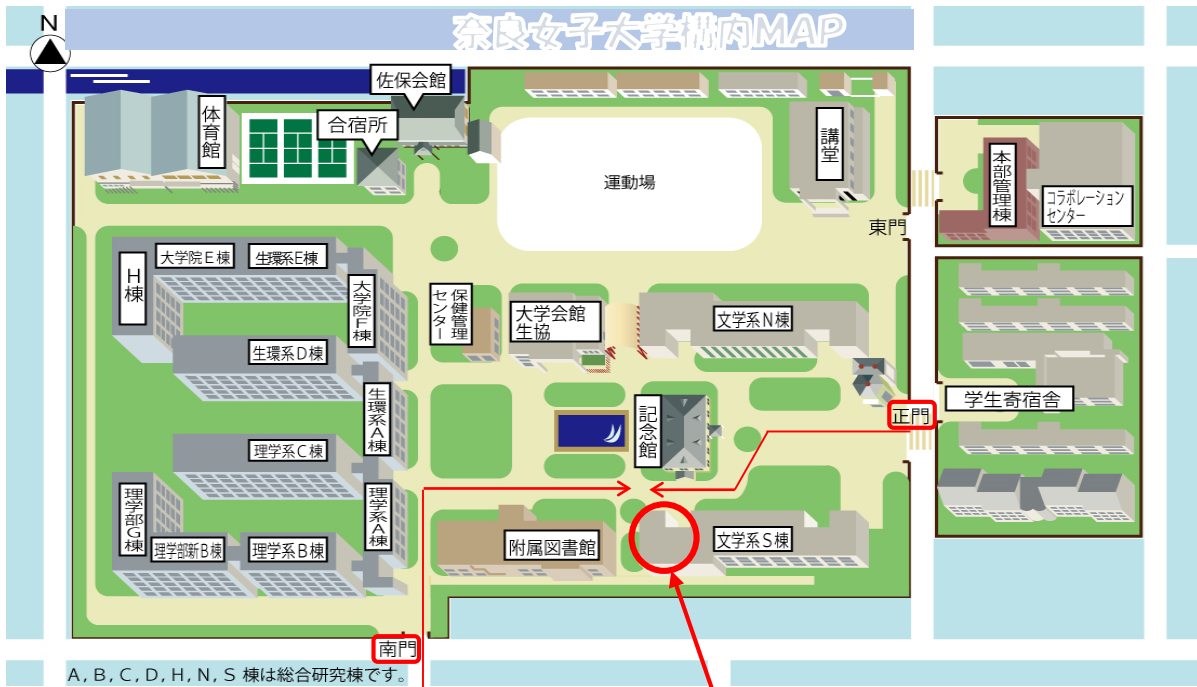 N
奈良女子大学構内MAP
佐保会館
合宿所
体育館
講堂
運動場
本部管理棟
コラボレーション
センター
東門
H棟
大学院E棟
生環系E棟
大学院F棟
保健管理
センター
大学会館
生協
文学系N棟
生環系D棟
生環系A棟
記念館
学生寄宿舎
正門
理学系C棟
理学部G棟
理学系A棟
理学部新B棟
理学系B棟
附属図書館
文学系S棟
南門
A, B, C, D, H, N, S 棟は総合研究棟です。